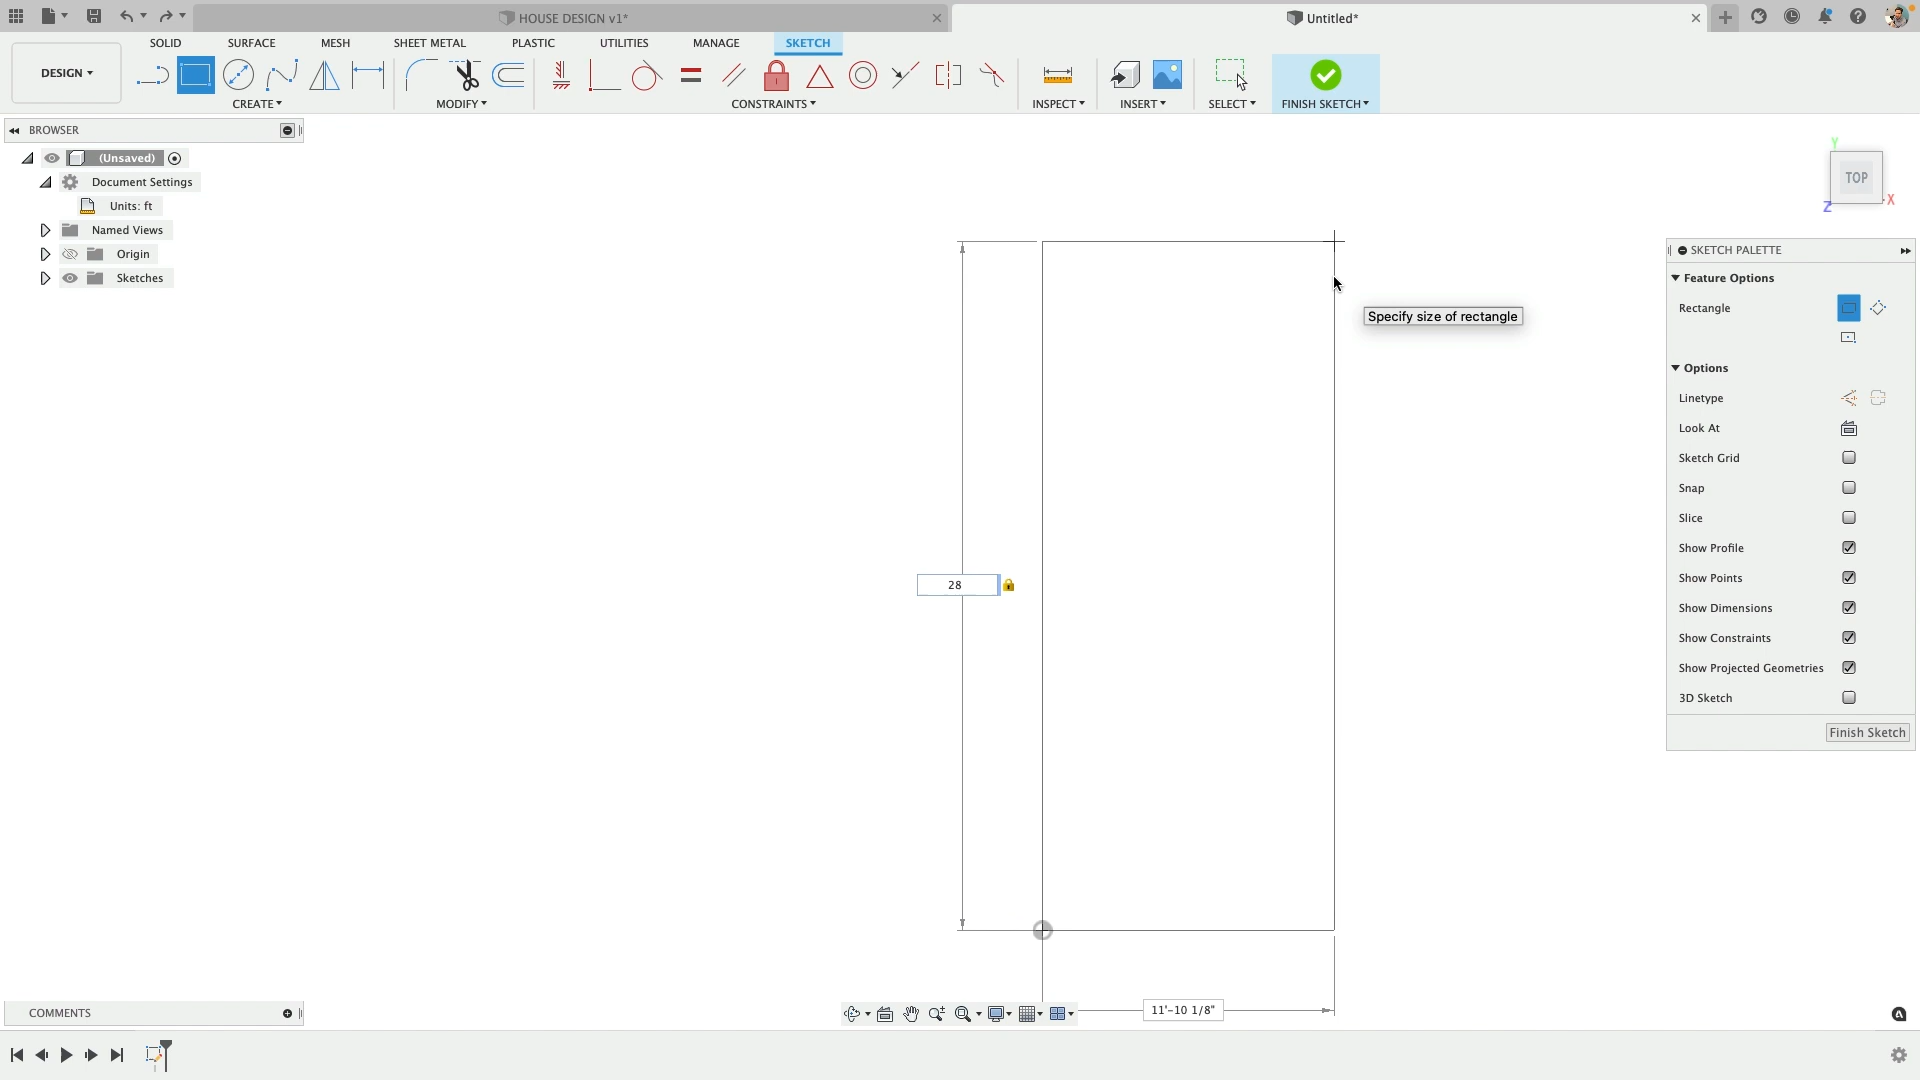 HOUSE DESIGN v1*
Untitled*
DESIGN
SOLID
SURFACE
MESH
SHEET METAL
PLASTIC
UTILITIES
MANAGE
SKETCH
CREATE
MODIFY
CONSTRAINTS
INSPECT
INSERT
SELECT
FINISH SKETCH
BROWSER
(Unsaved)
Document Settings
Units: ft
Named Views
Origin
Sketches
Y
TOP
X
Z
SKETCH PALETTE
Feature Options
Rectangle
Options
Linetype
Look At
Sketch Grid
Snap
Slice
Show Profile
Show Points
Show Dimensions
Show Constraints
Show Projected Geometries
3D Sketch
Finish Sketch
Specify size of rectangle
28
11'-10 1/8"
COMMENTS